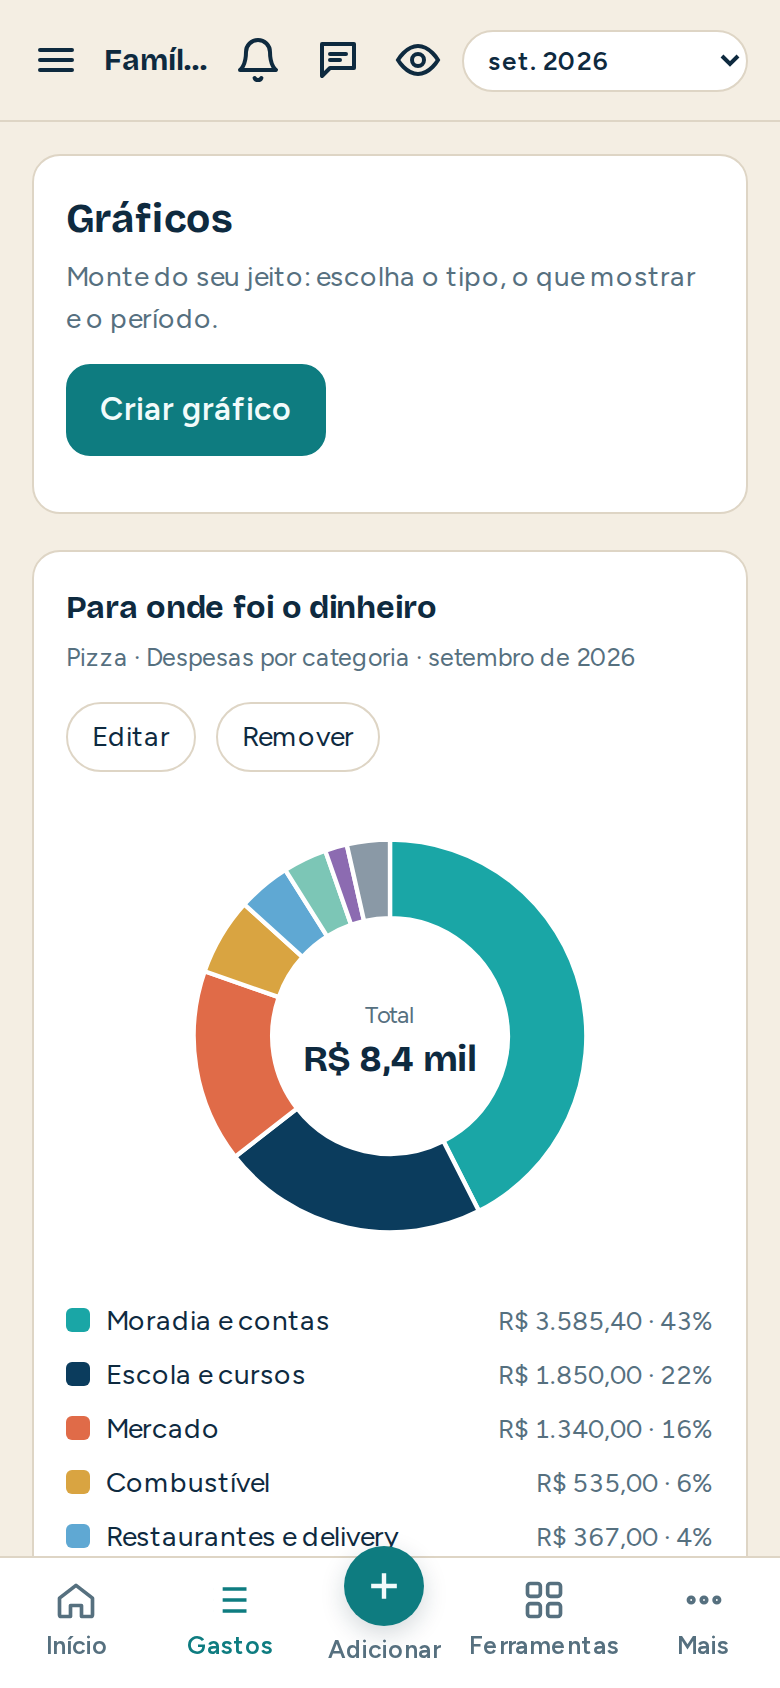 Famíl...
set. 2026
Gráficos
Monte do seu jeito: escolha o tipo, o que mostrar
e o período.
Criar gráfico
Para onde foi o dinheiro
Pizza · Despesas por categoria · setembro de 2026
Editar
Remover
Total
R$ 8,4 mil
Moradia e contas R$ 3.585,40 · 43%
Escola e cursos R$ 1.850,00 · 22%
Mercado R$ 1.340,00 · 16%
Combustível R$ 535,00 · 6%
Restaurantes e delivery R$ 367,00 · 4%
Início
Gastos
Adicionar
Ferramentas
Mais